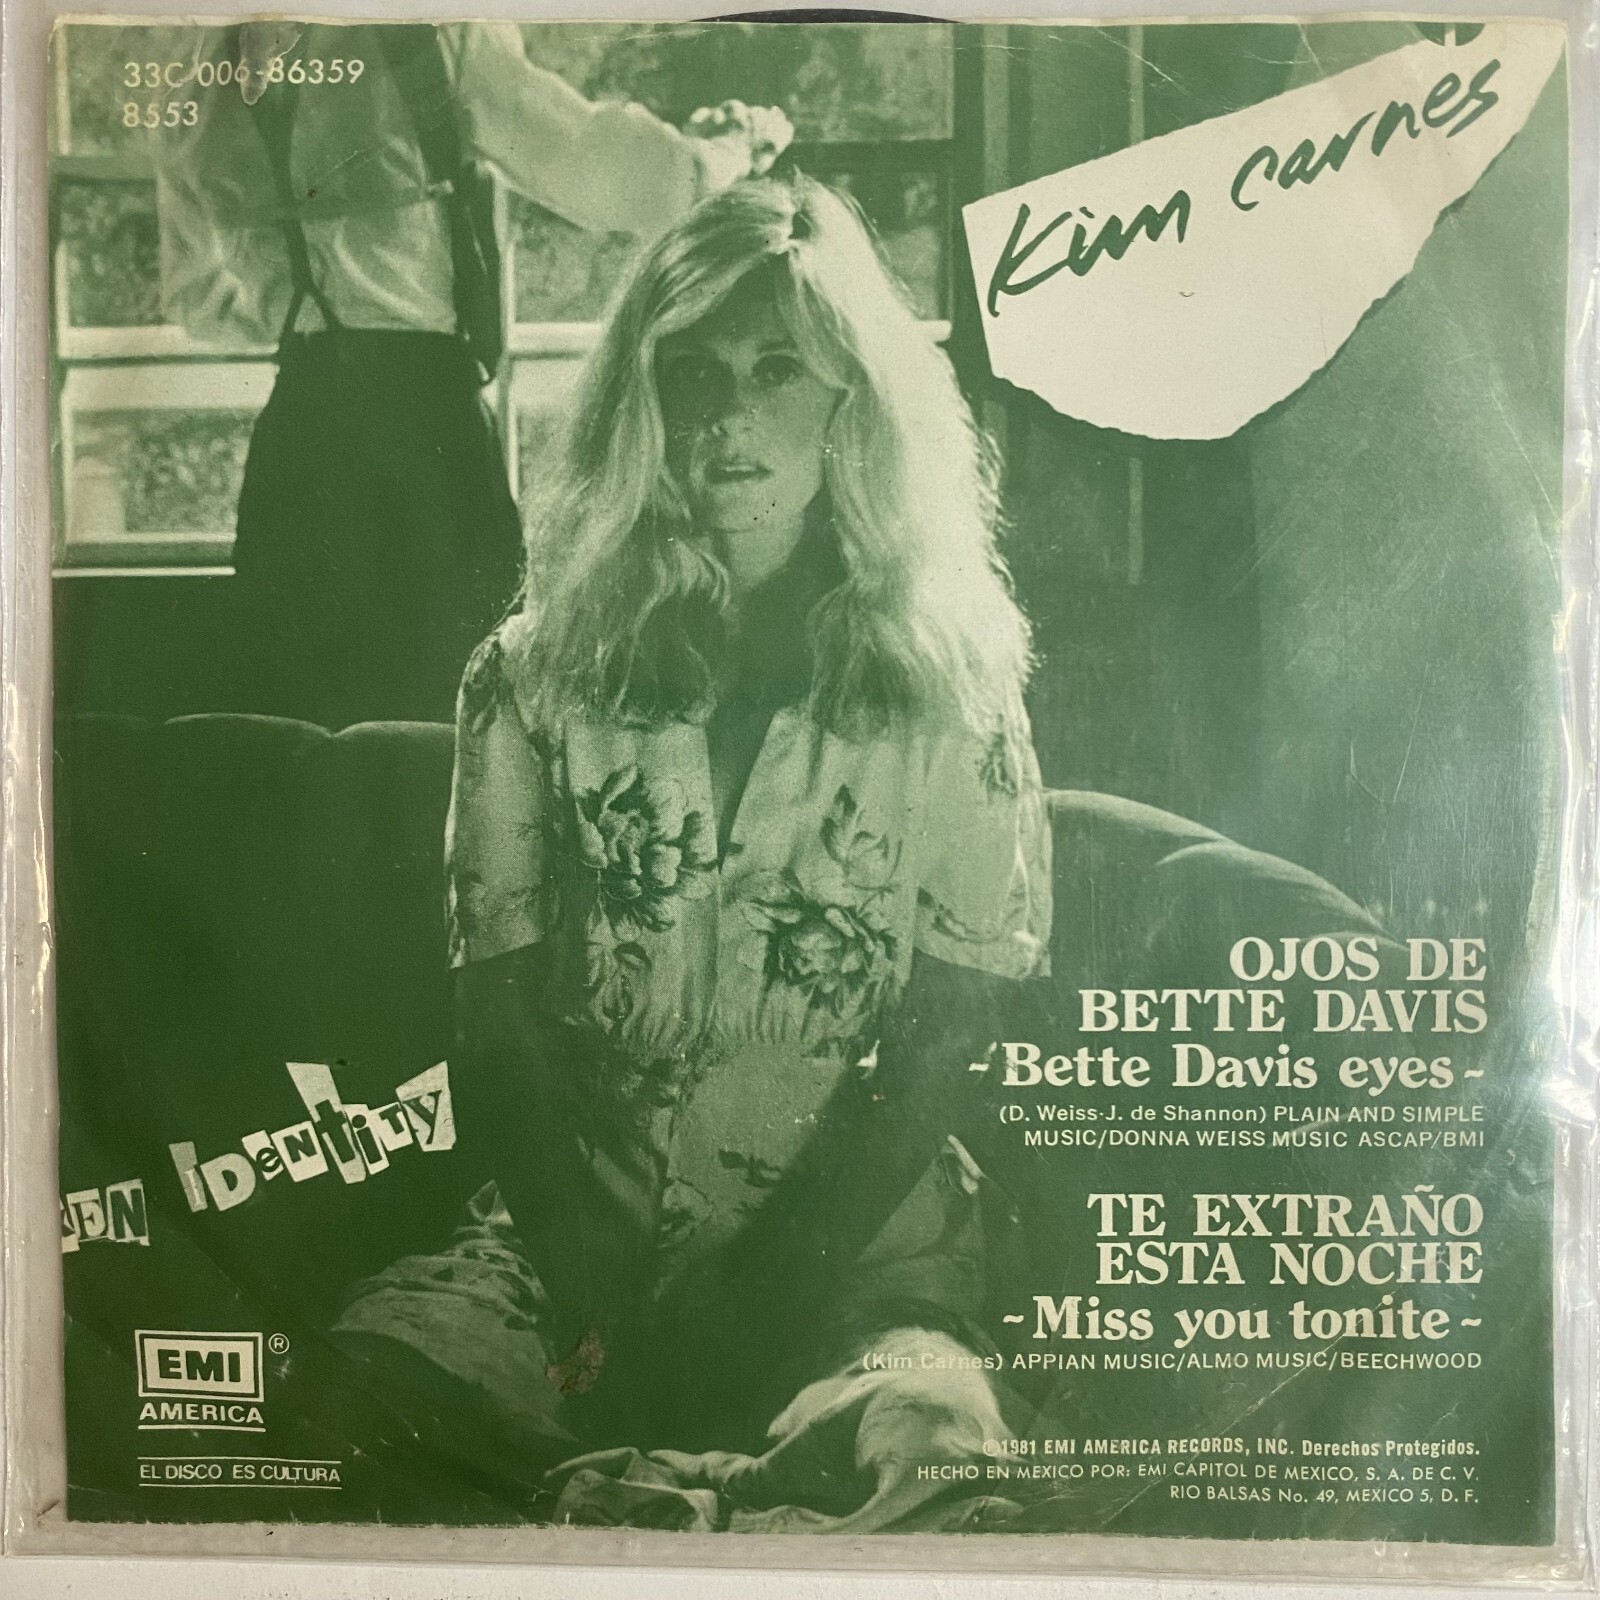 33C 006-86359
8553
Kim Carnes
OJOS DE
BETTE DAVIS
~Bette Davis eyes~
(D. Weiss-J. de Shannon) PLAIN AND SIMPLE
MUSIC/DONNA WEISS MUSIC ASCAP/BMI
KEN IDENTITY
TE EXTRAÑO
ESTA NOCHE
~Miss you tonite~
(Kim Carnes) APPIAN MUSIC/ALMO MUSIC/BEECHWOOD
EMI ®
AMERICA
EL DISCO ES CULTURA
℗1981 EMI AMERICA RECORDS, INC. Derechos Protegidos.
HECHO EN MEXICO POR: EMI CAPITOL DE MEXICO, S. A. DE C. V.
RIO BALSAS No. 49, MEXICO 5, D. F.